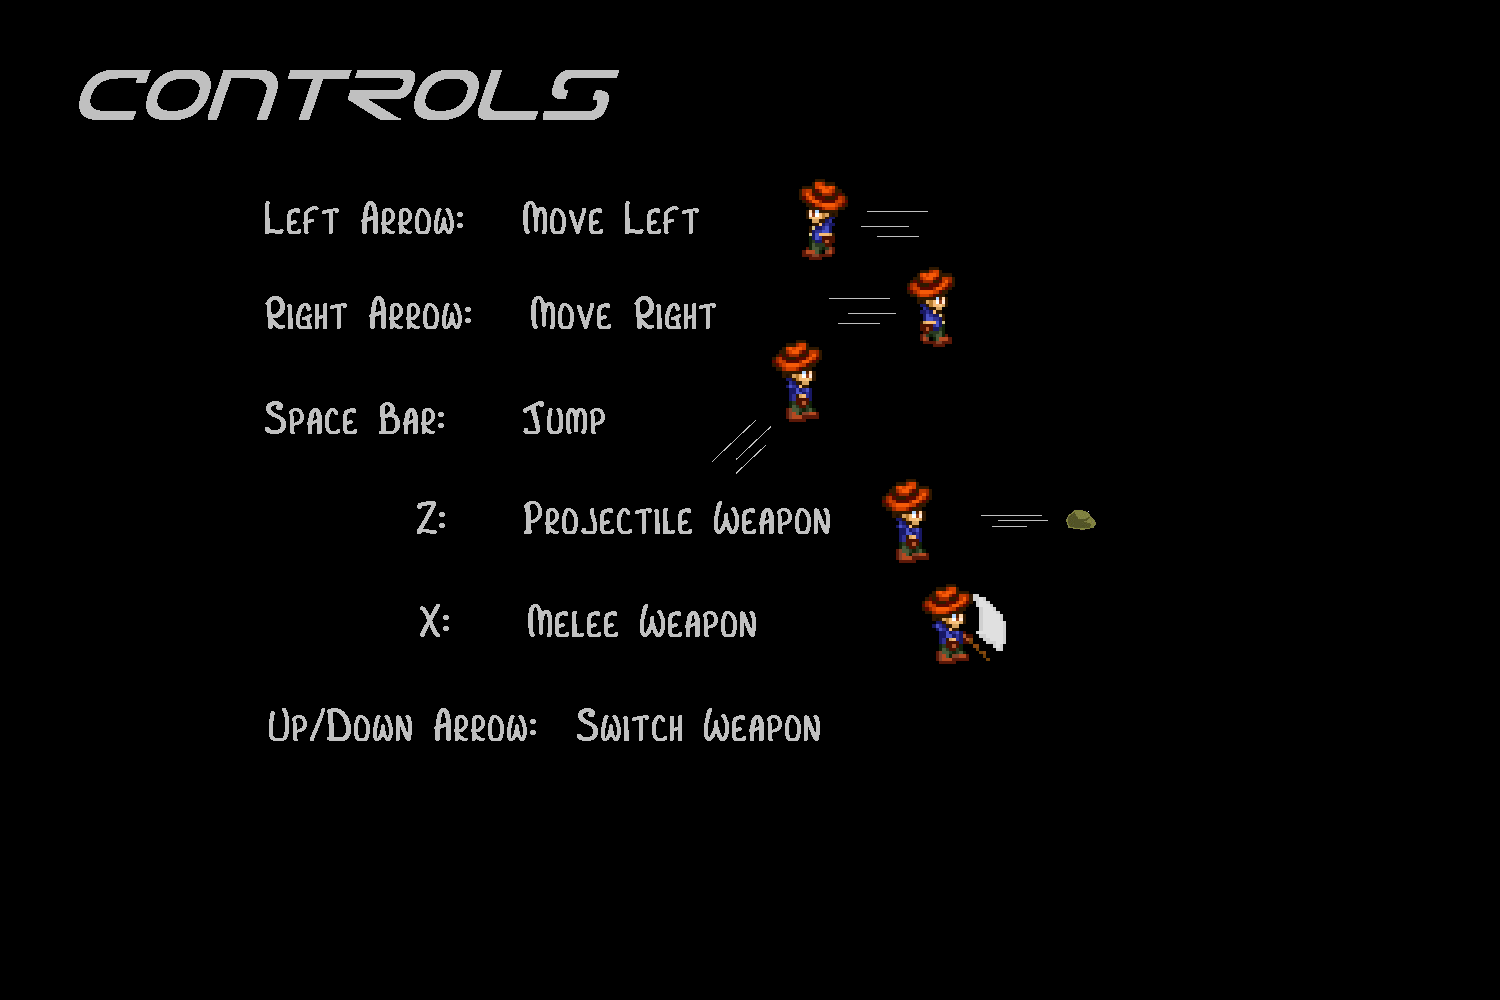 CONTROLS
LEFT ARROW: MOVE LEFT
RIGHT ARROW: MOVE RIGHT
SPACE BAR: JUMP
Z: PROJECTILE WEAPON
X: MELEE WEAPON
UP/DOWN ARROW: SWITCH WEAPON